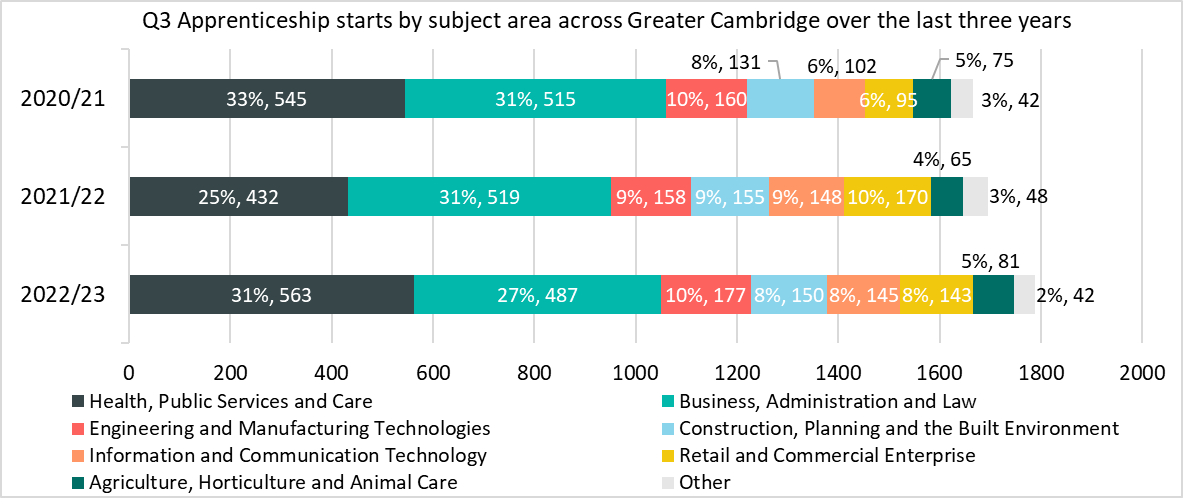 Q3 Apprenticeship starts by subject area across Greater Cambridge over the last three years
8%, 131
6%, 102
5%, 75
2020/21
33%, 545
31%, 515
10%, 160
6%, 95
3%, 42
4%, 65
2021/22
25%, 432
31%, 519
9%, 158
9%, 155
9%, 148
10%, 170
3%, 48
5%, 81
2022/23
31%, 563
27%, 487
10%, 177
8%, 150
8%, 145
8%, 143
2%, 42
0 200 400 600 800 1000 1200 1400 1600 1800 2000
Health, Public Services and Care
Business, Administration and Law
Engineering and Manufacturing Technologies
Construction, Planning and the Built Environment
Information and Communication Technology
Retail and Commercial Enterprise
Agriculture, Horticulture and Animal Care
Other